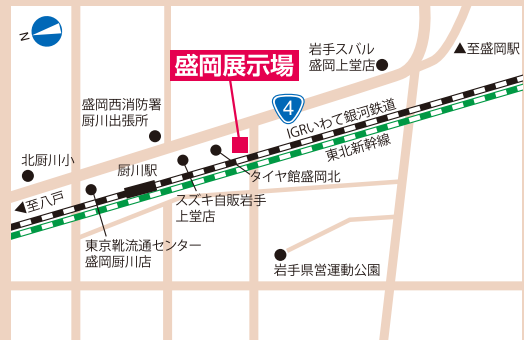 N
岩手スバル
盛岡上堂店
▲至盛岡駅
盛岡展示場
4
盛岡西消防署
厨川出張所
IGRいわて銀河鉄道
東北新幹線
北厨川小
厨川駅
タイヤ館盛岡北
◀至八戸
スズキ自販岩手
上堂店
東京靴流通センター
盛岡厨川店
岩手県営運動公園